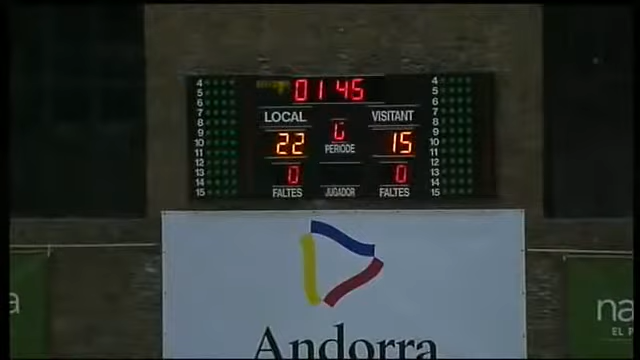 01 45
LOCAL VISITANT
22 15
PERIODE
0 0
FALTES JUGADOR FALTES
4 4
5 5
6 6
7 7
8 8
9 9
10 10
11 11
12 12
13 13
14 14
15 15
Andorra
na
EL P